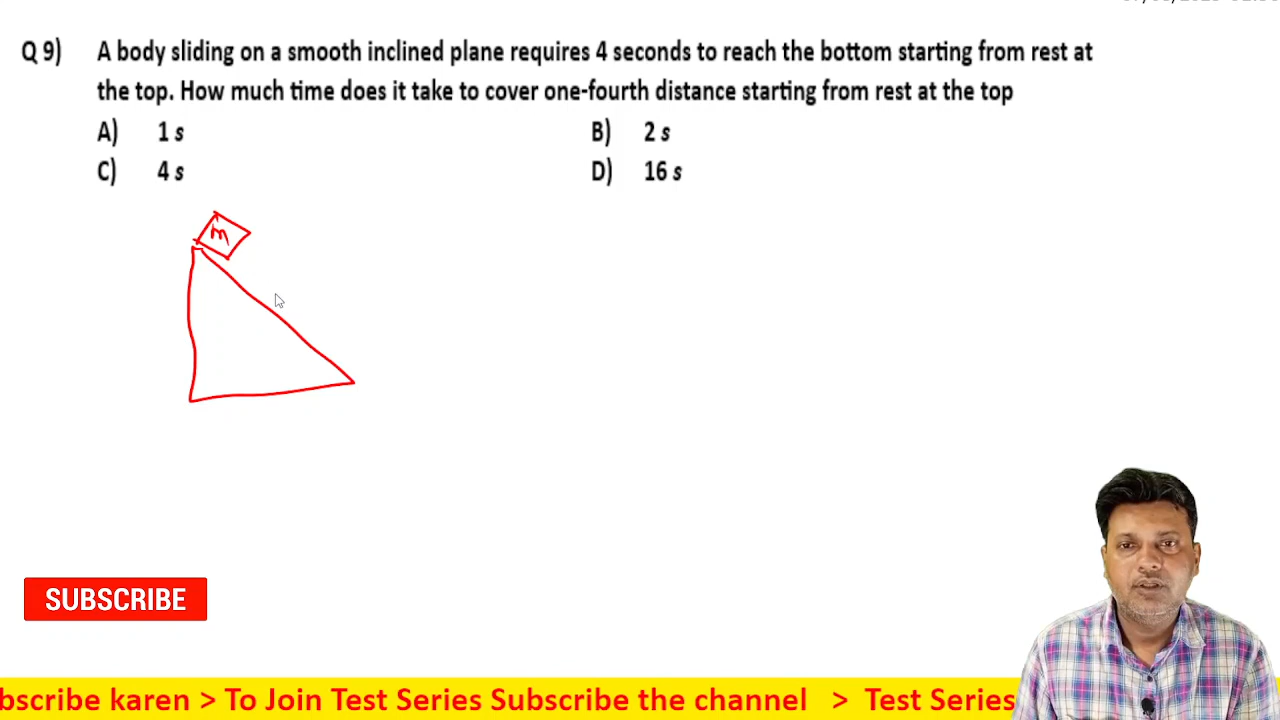 Q 9) A body sliding on a smooth inclined plane requires 4 seconds to reach the bottom starting from rest at
the top. How much time does it take to cover one-fourth distance starting from rest at the top
A) 1 s B) 2 s
C) 4 s D) 16 s
m
SUBSCRIBE
bscribe karen > To Join Test Series Subscribe the channel > Test Series